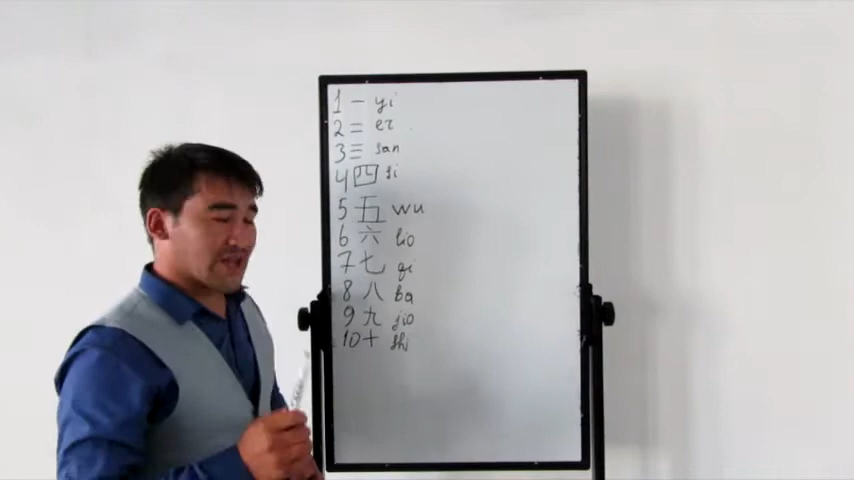 1 一 yi
2 二 er
3 三 san
4 四 si
5 五 wu
6 六 lio
7 七 qi
8 八 ba
9 九 jio
10 十 shi